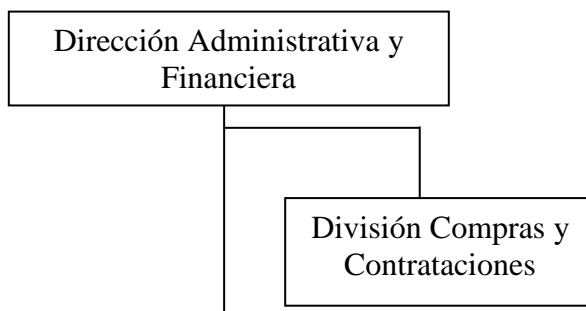 Dirección Administrativa y
Financiera
División Compras y
Contrataciones